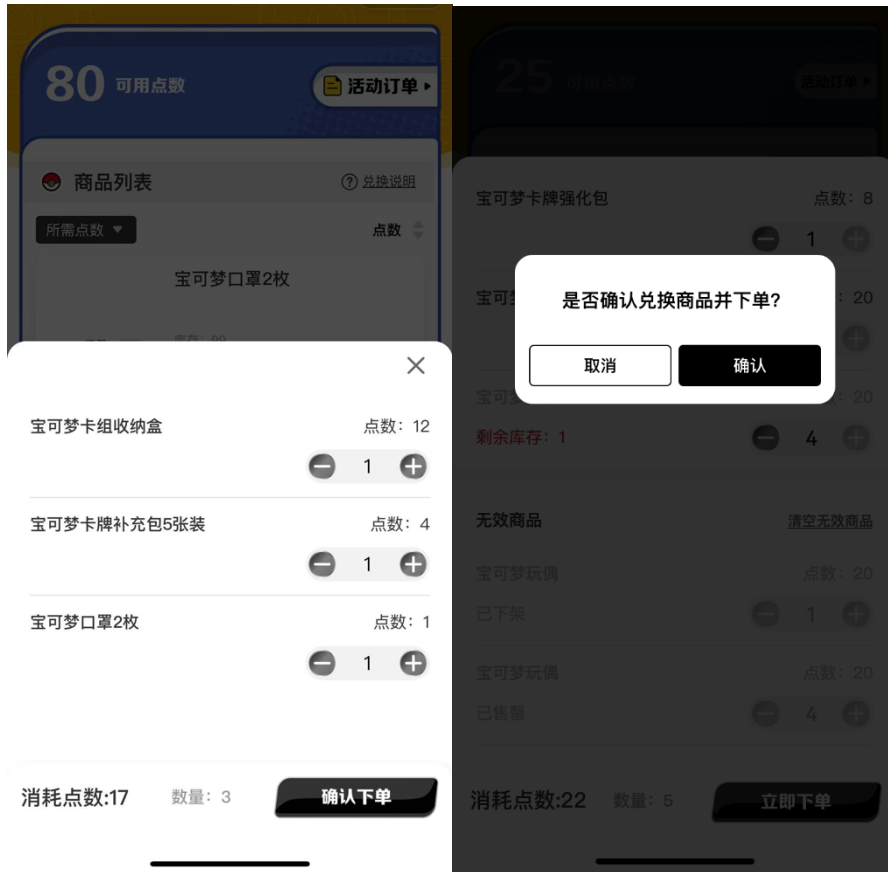 80 可用点数
活动订单
商品列表
? 兑换说明
所需点数
点数
宝可梦口罩2枚
宝可梦卡组收纳盒
点数：12
1
宝可梦卡牌补充包5张装
点数：4
1
宝可梦口罩2枚
点数：1
1
消耗点数:17
数量：3
确认下单
25 可用点数
活动订单
宝可梦卡牌强化包
点数：8
1
宝可
20
是否确认兑换商品并下单?
取消
确认
宝可
20
剩余库存：1
4
无效商品
清空无效商品
宝可梦玩偶
点数：20
已下架
1
宝可梦玩偶
点数：20
已售罄
4
消耗点数:22
数量：5
立即下单